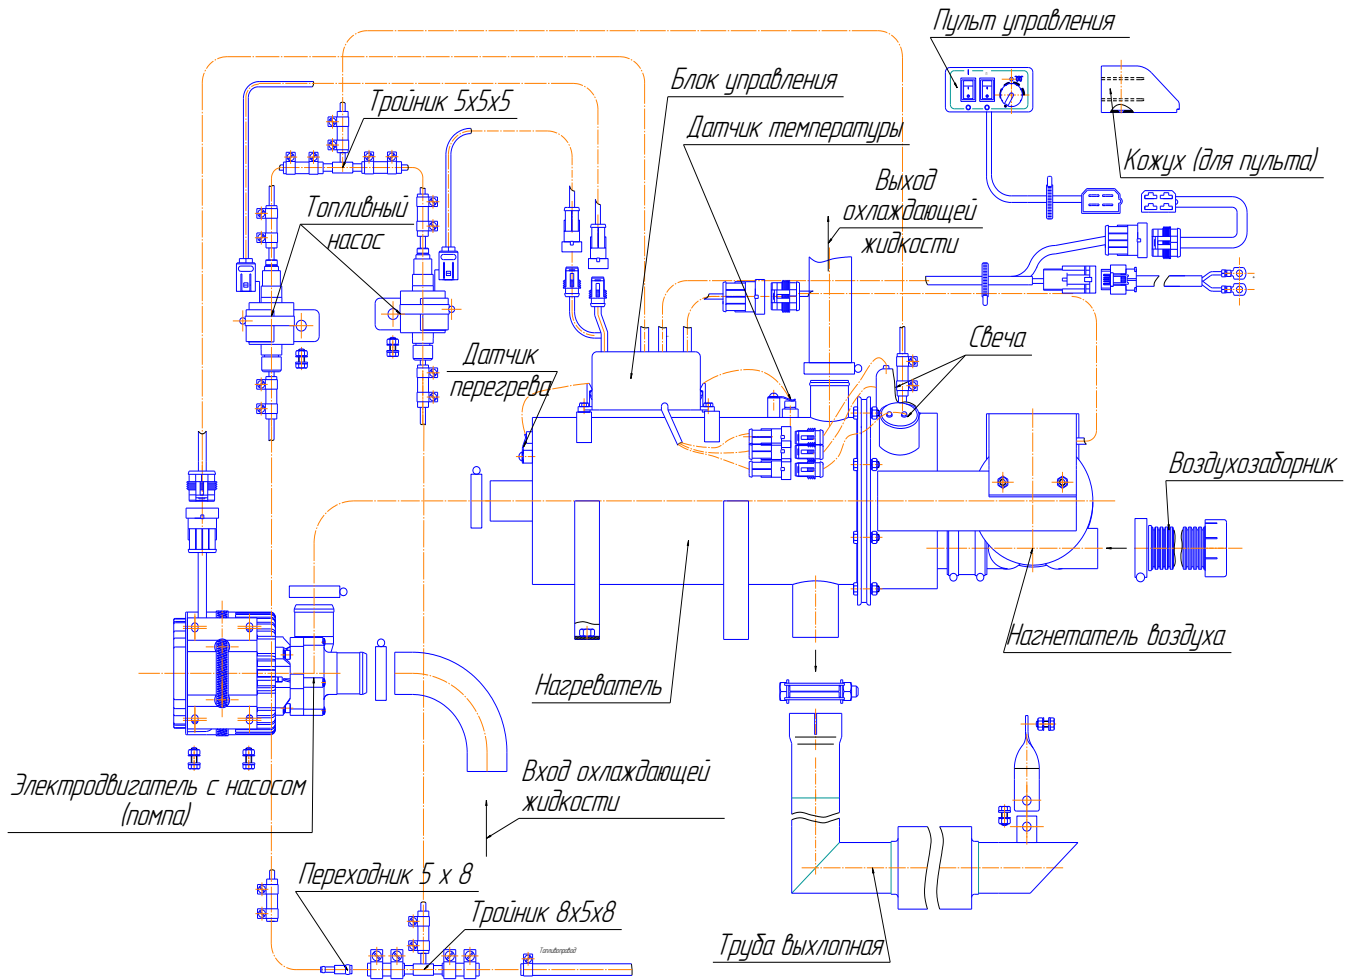 Пульт управления
Блок управления
Тройник 5х5х5
Датчик температуры
Кожух (для пульта)
Выход
охлаждающей
жидкости
Топливный
насос
Датчик
перегрева
Свеча
Воздухозаборник
Нагнетатель воздуха
Нагреватель
Электродвигатель с насосом
(помпа)
Вход охлаждающей
жидкости
Переходник 5 х 8
Тройник 8х5х8
Топливопровод
Труба выхлопная